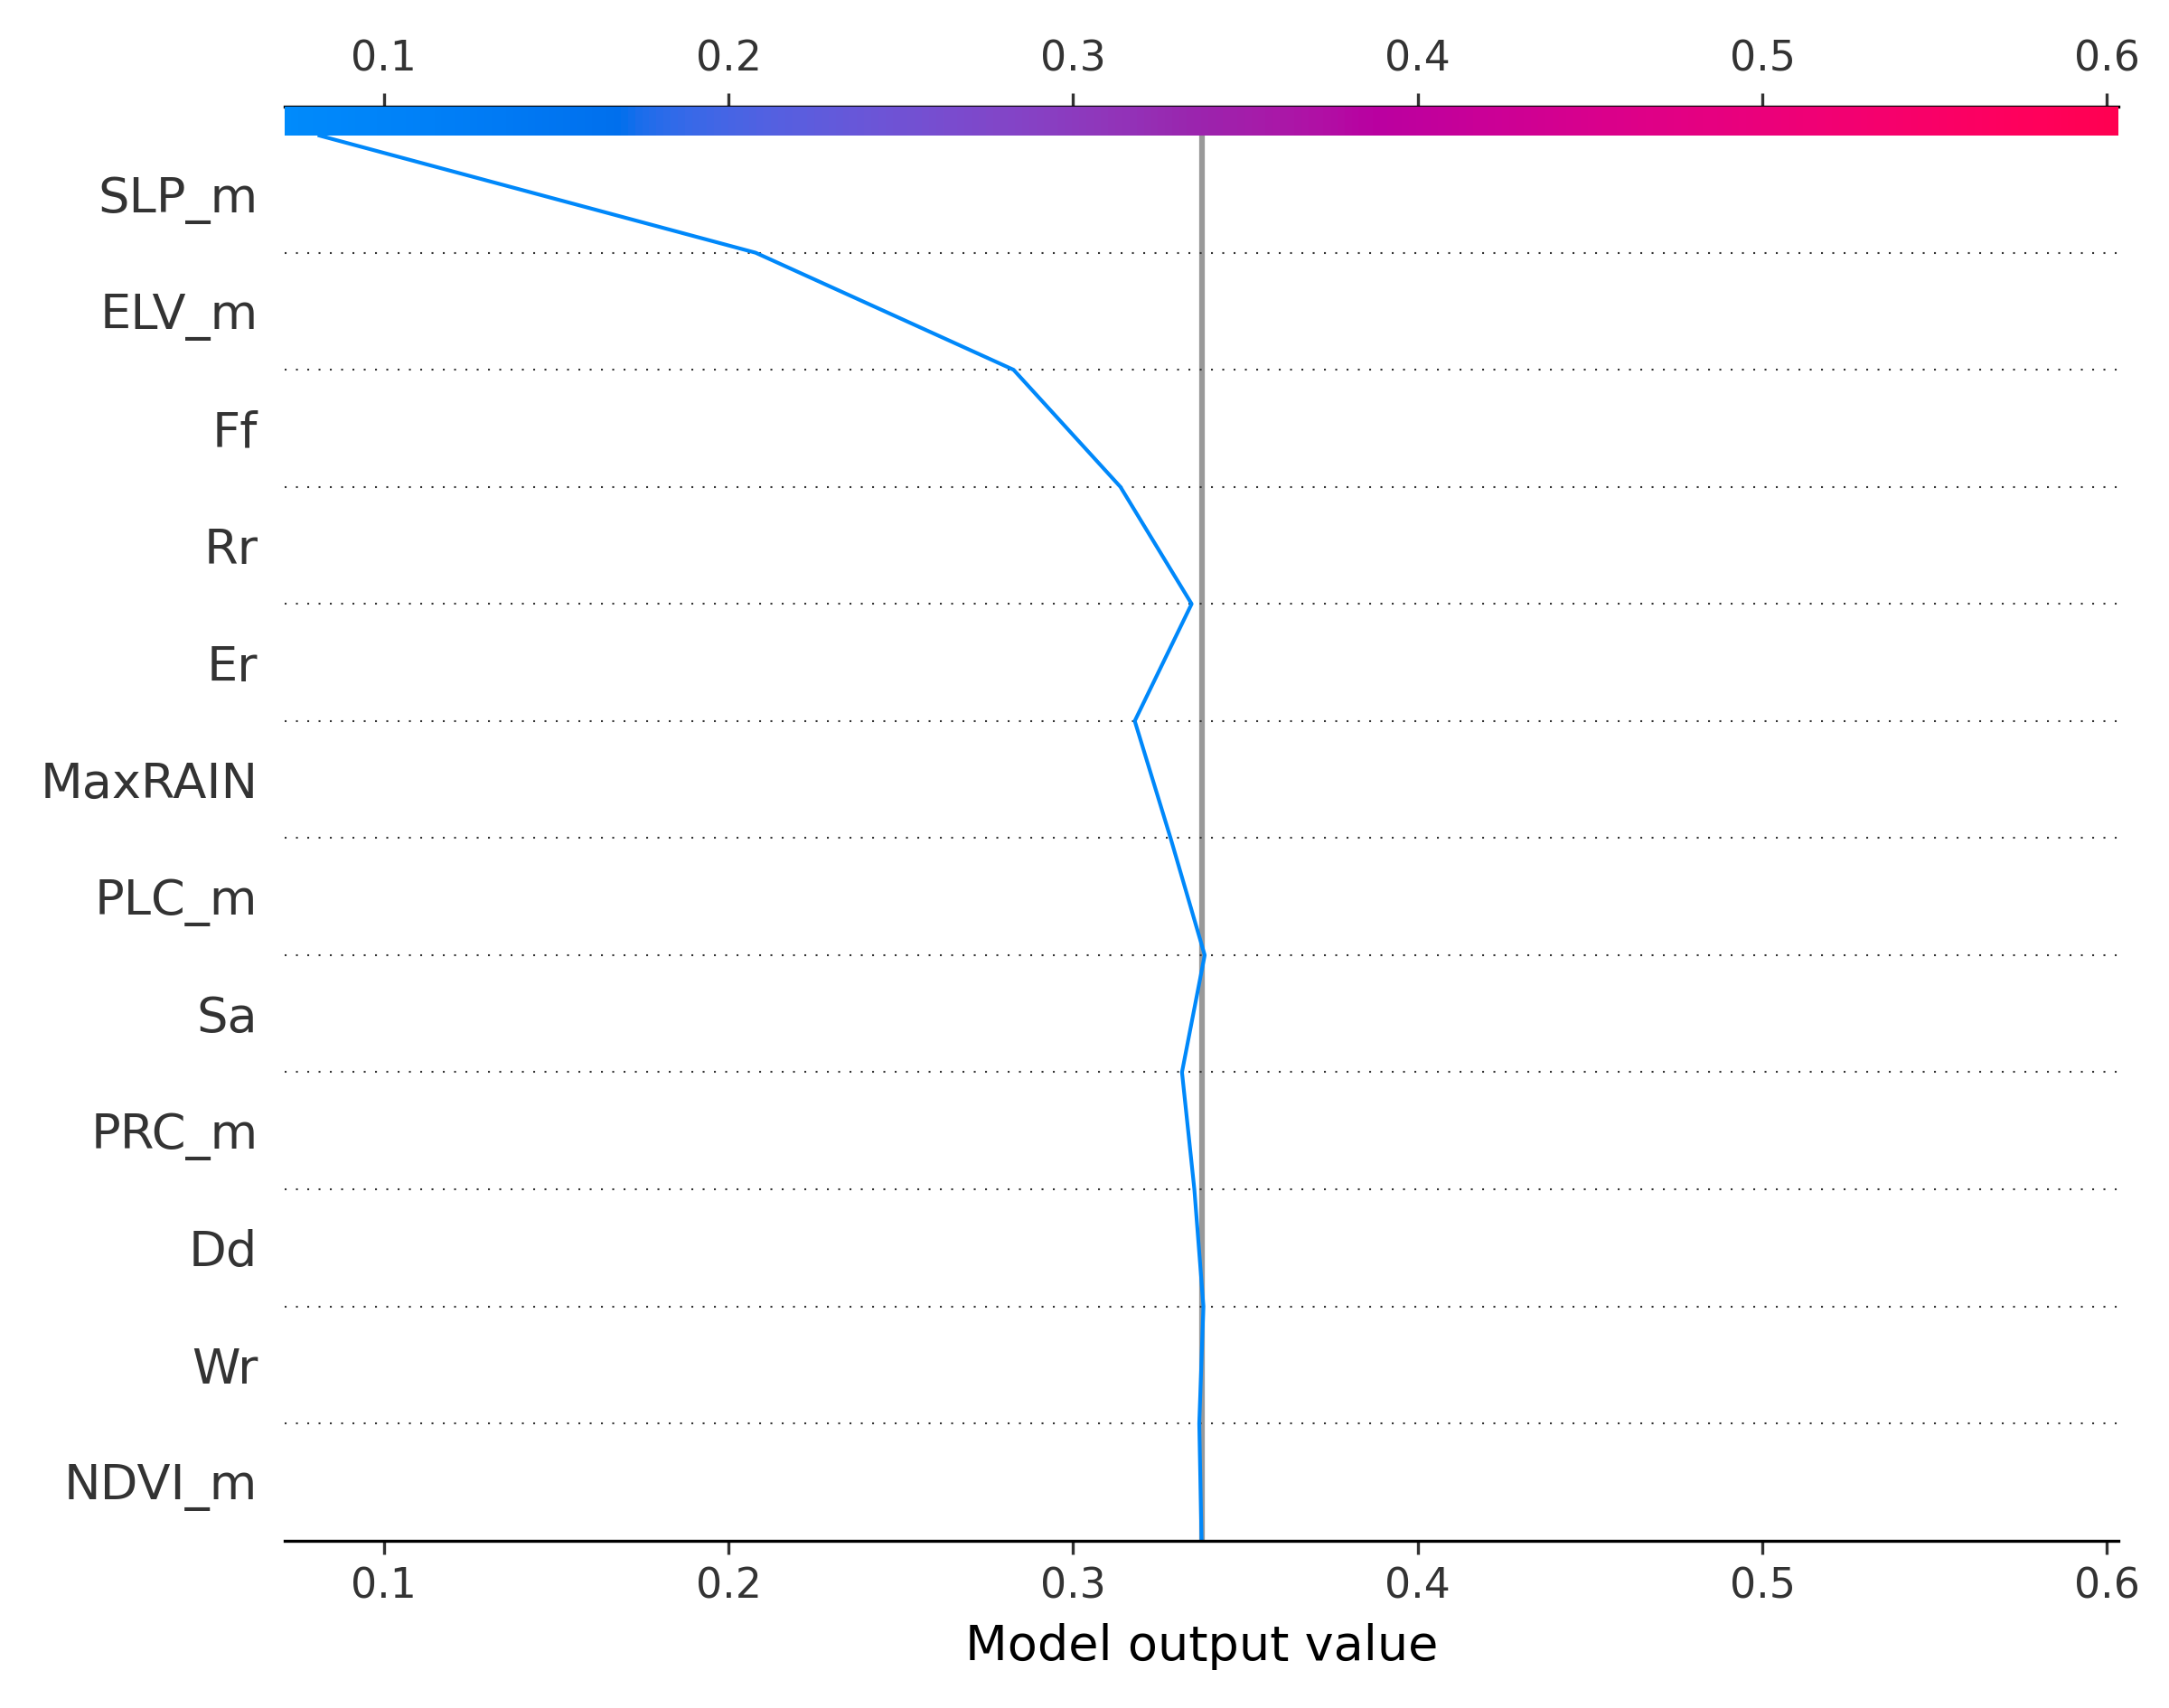 0.1 0.2 0.3 0.4 0.5 0.6
SLP_m
ELV_m
Ff
Rr
Er
MaxRAIN
PLC_m
Sa
PRC_m
Dd
Wr
NDVI_m
0.1 0.2 0.3 0.4 0.5 0.6
Model output value